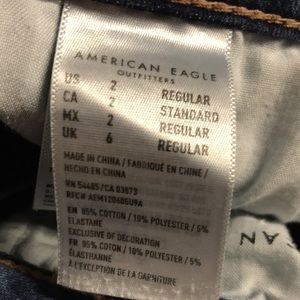 AMERICAN EAGLE
OUTFITTERS
US 2 REGULAR
CA 2 STANDARD
MX 2 REGULAR
UK 6 REGULAR
MADE IN CHINA / FABRIQUÉ EN CHINE /
HECHO EN CHINA
RN 54485/CA 03873
EN 85% COTTON / 10% POLYESTER / 5%
ELASTANE
EXCLUSIVE OF DECORATION
FR 85% COTON / 10% POLYESTER / 5%
ÉLASTHANNE
À L'EXCEPTION DE LA GARNITURE